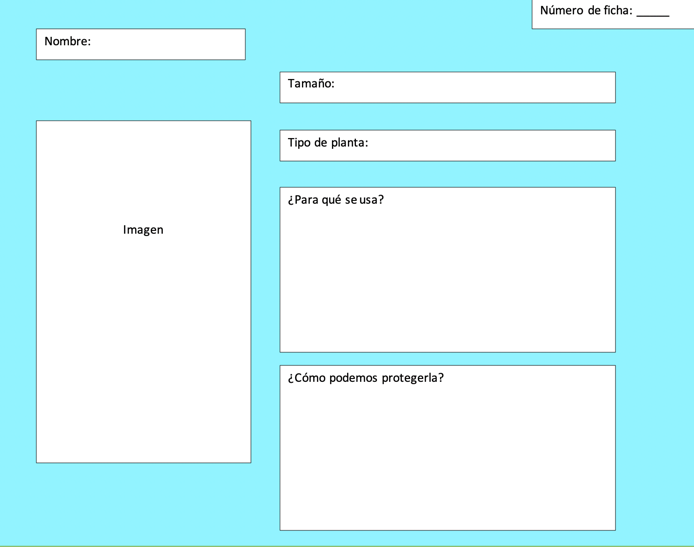 Número de ficha: _____
Nombre:
Tamaño:
Tipo de planta:
¿Para qué se usa?
Imagen
¿Cómo podemos protegerla?